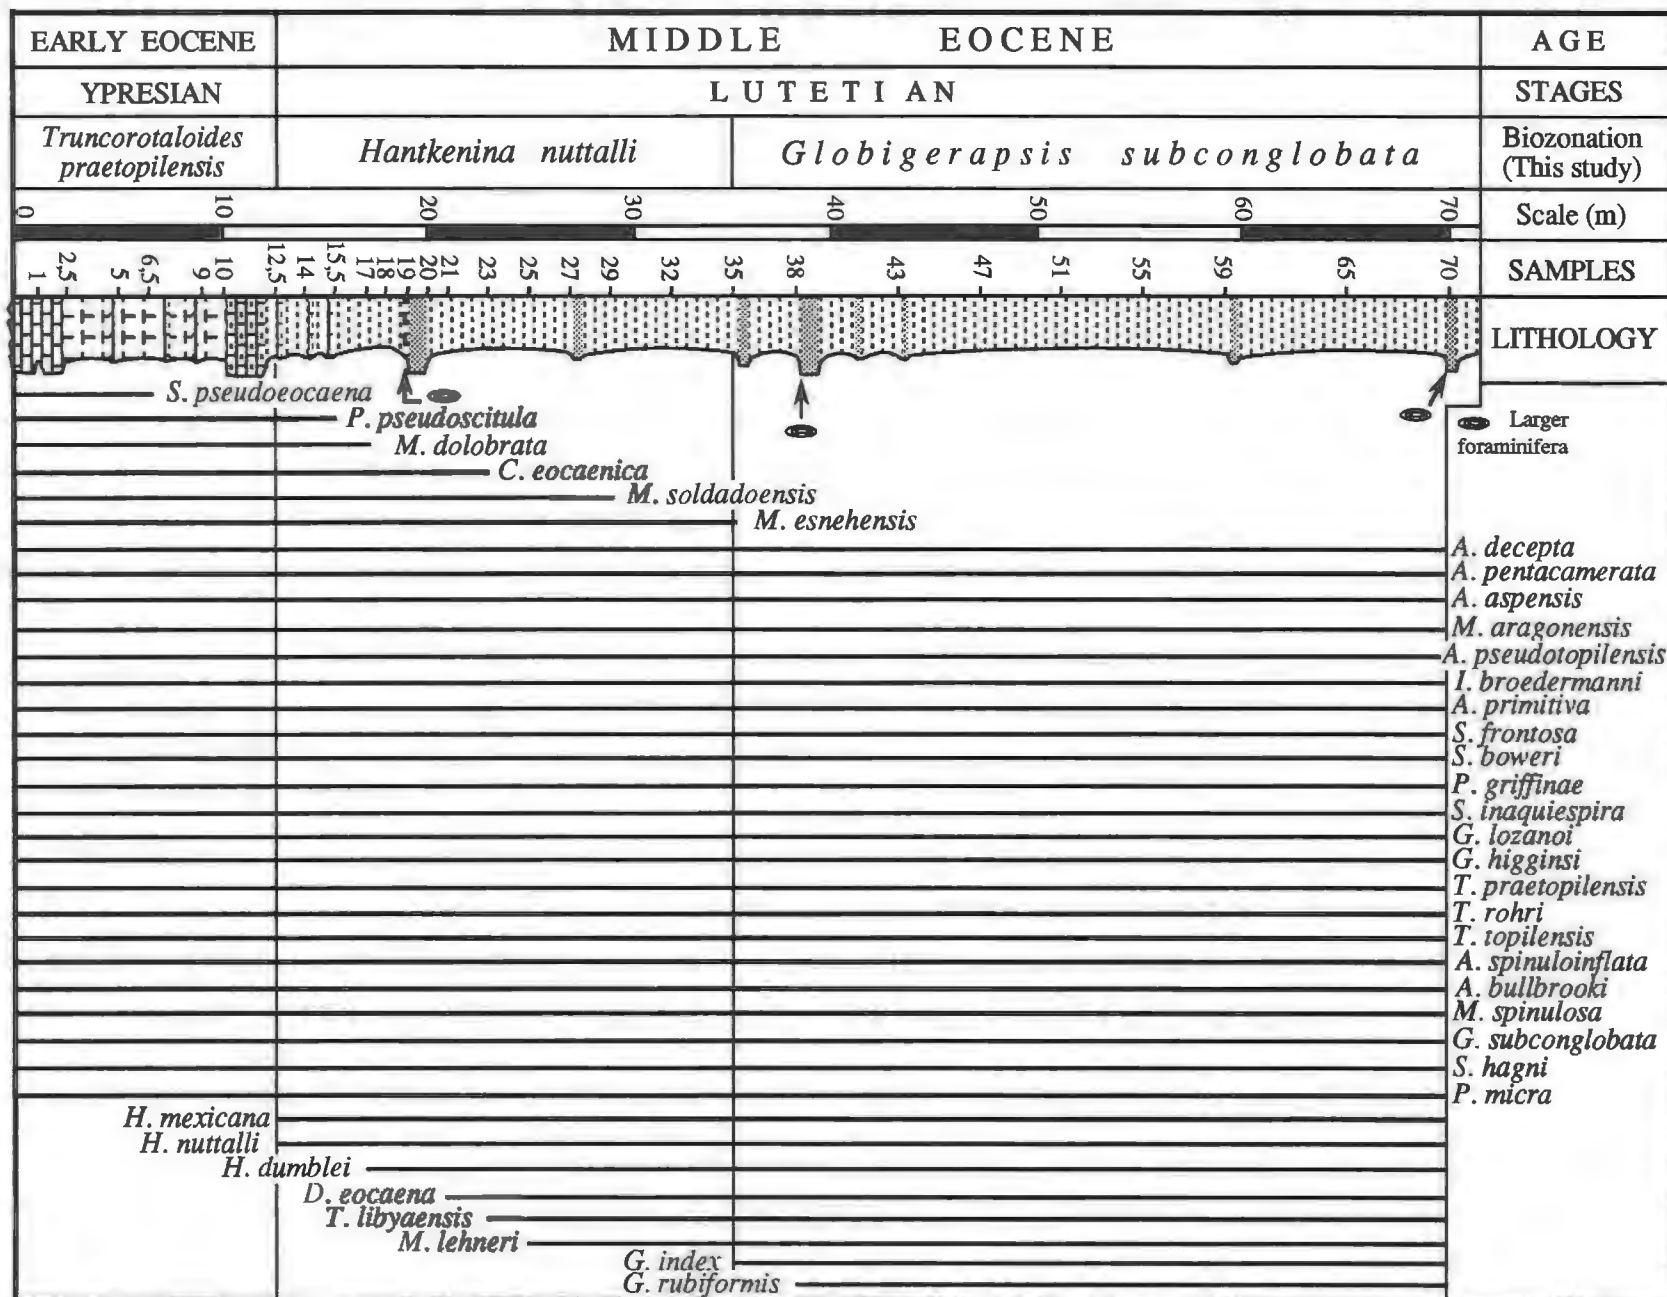 EARLY EOCENE MIDDLE EOCENE AGE
YPRESIAN LUTETIAN STAGES
Truncorotaloides praetopilensis Hantkenina nuttalli Globigerapsis subconglobata Biozonation (This study)
0 10 20 30 40 50 60 70 Scale (m)
1 2,5 5 6,5 9 10 12,5 14 15,5 17 18 19 20 21 23 25 27 29 32 35 38 43 47 51 55 59 65 70 SAMPLES
LITHOLOGY
S. pseudoeocaena
P. pseudoscitula
Larger
foraminifera
M. dolobrata
C. eocaenica
M. soldadoensis
M. esnehensis
A. decepta
A. pentacamerata
A. aspensis
M. aragonensis
A. pseudotopilensis
I. broedermanni
A. primitiva
S. frontosa
S. boweri
P. griffinae
S. inaquiespira
G. lozanoi
G. higginsi
T. praetopilensis
T. rohri
T. topilensis
A. spinuloinflata
A. bullbrooki
M. spinulosa
G. subconglobata
S. hagni
P. micra
H. mexicana
H. nuttalli
H. dumblei
D. eocaena
T. libyaensis
M. lehneri
G. index
G. rubiformis